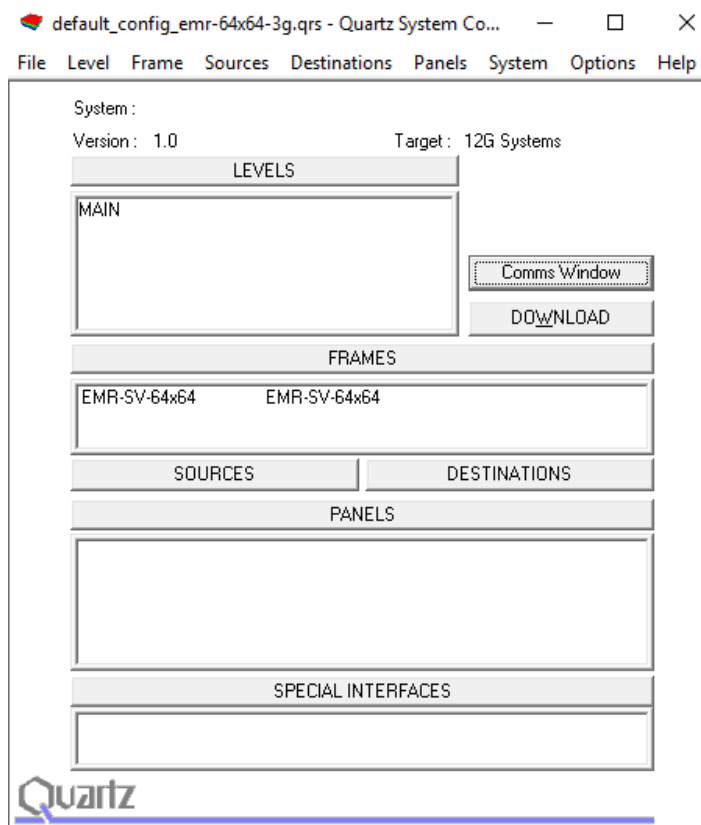 default_config_emr-64x64-3g.qrs - Quartz System Co...
File Level Frame Sources Destinations Panels System Options Help
System :
Version : 1.0 Target : 12G Systems
LEVELS
MAIN
Comms Window
DOWNLOAD
FRAMES
EMR-SV-64x64 EMR-SV-64x64
SOURCES DESTINATIONS
PANELS
SPECIAL INTERFACES
Quartz